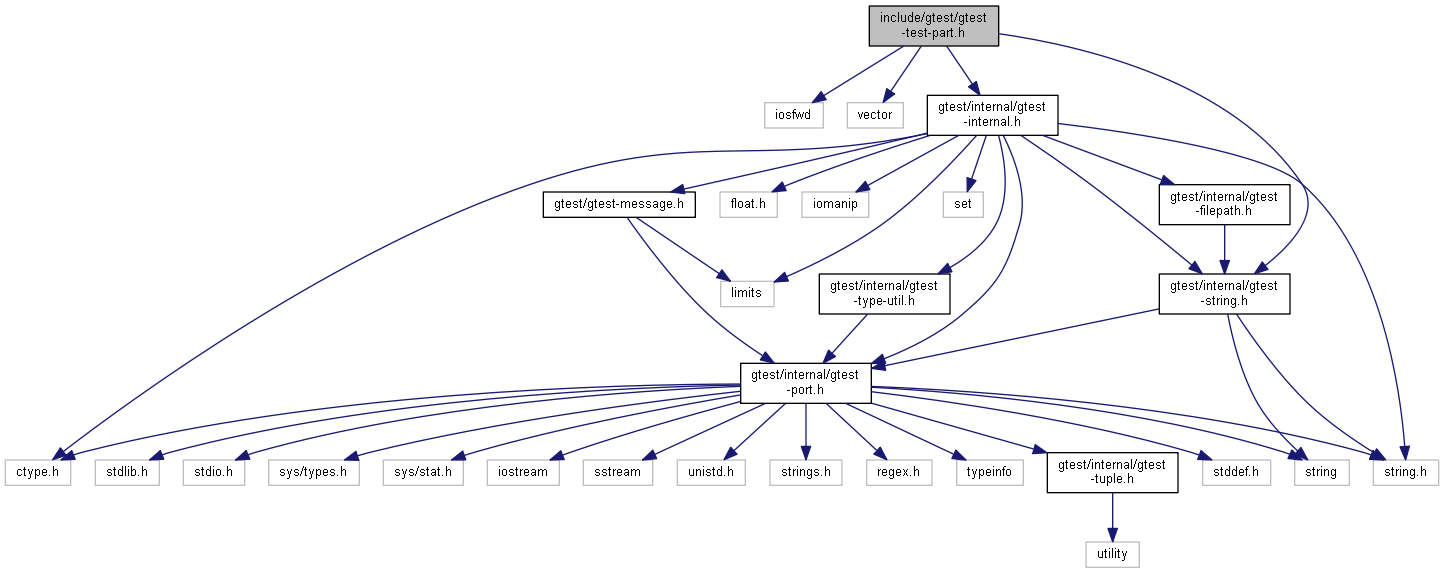 include/gtest/gtest
-test-part.h
iosfwd
vector
gtest/internal/gtest
-internal.h
gtest/gtest-message.h
float.h
iomanip
set
gtest/internal/gtest
-filepath.h
limits
gtest/internal/gtest
-type-util.h
gtest/internal/gtest
-string.h
gtest/internal/gtest
-port.h
ctype.h
stdlib.h
stdio.h
sys/types.h
sys/stat.h
iostream
sstream
unistd.h
strings.h
regex.h
typeinfo
gtest/internal/gtest
-tuple.h
stddef.h
string
string.h
utility